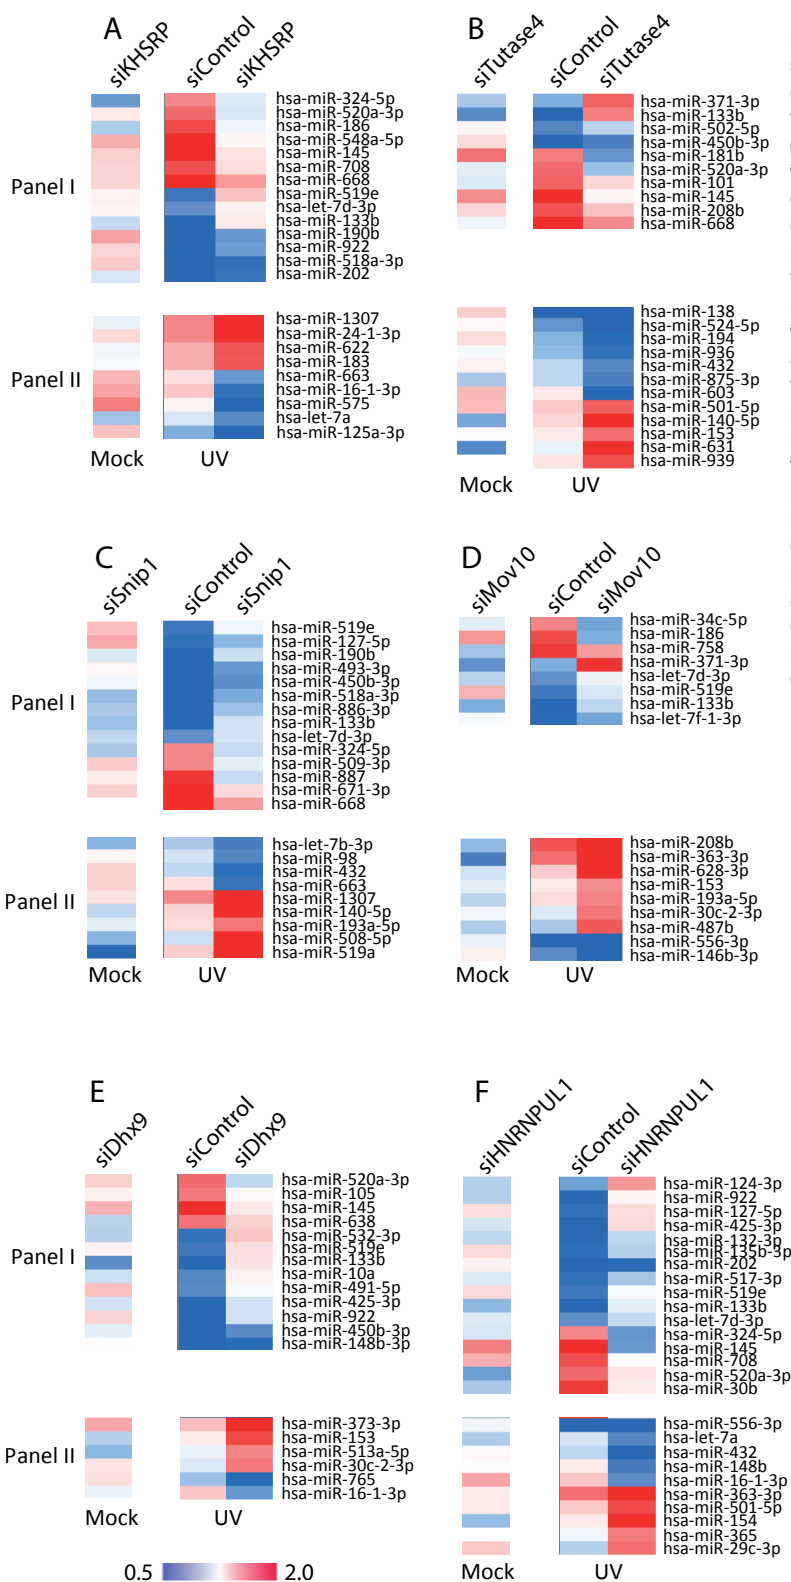 A
siKHSRP
siControl
siKHSRP
hsa-miR-324-5p
hsa-miR-520a-3p
hsa-miR-186
hsa-miR-548a-5p
hsa-miR-145
hsa-miR-708
hsa-miR-668
hsa-miR-519e
hsa-let-7d-3p
hsa-miR-133b
hsa-miR-190b
hsa-miR-922
hsa-miR-518a-3p
hsa-miR-202
Panel I
hsa-miR-1307
hsa-miR-24-1-3p
hsa-miR-622
hsa-miR-183
hsa-miR-663
hsa-miR-16-1-3p
hsa-miR-575
hsa-let-7a
hsa-miR-125a-3p
Panel II
Mock
UV
B
siTutase4
siControl
siTutase4
hsa-miR-371-3p
hsa-miR-133b
hsa-miR-502-5p
hsa-miR-450b-3p
hsa-miR-181b
hsa-miR-520a-3p
hsa-miR-101
hsa-miR-145
hsa-miR-208b
hsa-miR-668
hsa-miR-138
hsa-miR-524-5p
hsa-miR-194
hsa-miR-936
hsa-miR-432
hsa-miR-875-3p
hsa-miR-603
hsa-miR-501-5p
hsa-miR-140-5p
hsa-miR-153
hsa-miR-631
hsa-miR-939
Mock
UV
C
siSnip1
siControl
siSnip1
hsa-miR-519e
hsa-miR-127-5p
hsa-miR-190b
hsa-miR-493-3p
hsa-miR-450b-3p
hsa-miR-518a-3p
hsa-miR-886-3p
hsa-miR-133b
hsa-let-7d-3p
hsa-miR-324-5p
hsa-miR-509-3p
hsa-miR-887
hsa-miR-671-3p
hsa-miR-668
Panel I
hsa-let-7b-3p
hsa-miR-98
hsa-miR-432
hsa-miR-663
hsa-miR-1307
hsa-miR-140-5p
hsa-miR-193a-5p
hsa-miR-508-5p
hsa-miR-519a
Panel II
Mock
UV
D
siMov10
siControl
siMov10
hsa-miR-34c-5p
hsa-miR-186
hsa-miR-758
hsa-miR-371-3p
hsa-let-7d-3p
hsa-miR-519e
hsa-miR-133b
hsa-let-7f-1-3p
hsa-miR-208b
hsa-miR-363-3p
hsa-miR-628-3p
hsa-miR-153
hsa-miR-193a-5p
hsa-miR-30c-2-3p
hsa-miR-487b
hsa-miR-556-3p
hsa-miR-146b-3p
Mock
UV
E
siDhx9
siControl
siDhx9
hsa-miR-520a-3p
hsa-miR-105
hsa-miR-145
hsa-miR-638
hsa-miR-532-3p
hsa-miR-519e
hsa-miR-133b
hsa-miR-10a
hsa-miR-491-5p
hsa-miR-425-3p
hsa-miR-922
hsa-miR-450b-3p
hsa-miR-148b-3p
Panel I
hsa-miR-373-3p
hsa-miR-153
hsa-miR-513a-5p
hsa-miR-30c-2-3p
hsa-miR-765
hsa-miR-16-1-3p
Panel II
Mock
UV
F
siHNRNPUL1
siControl
siHNRNPUL1
hsa-miR-124-3p
hsa-miR-922
hsa-miR-127-5p
hsa-miR-425-3p
hsa-miR-132-3p
hsa-miR-135b-3p
hsa-miR-202
hsa-miR-517-3p
hsa-miR-519e
hsa-miR-133b
hsa-let-7d-3p
hsa-miR-324-5p
hsa-miR-145
hsa-miR-708
hsa-miR-520a-3p
hsa-miR-30b
hsa-miR-556-3p
hsa-let-7a
hsa-miR-432
hsa-miR-148b
hsa-miR-16-1-3p
hsa-miR-363-3p
hsa-miR-501-5p
hsa-miR-154
hsa-miR-365
hsa-miR-29c-3p
Mock
UV
0.5
2.0